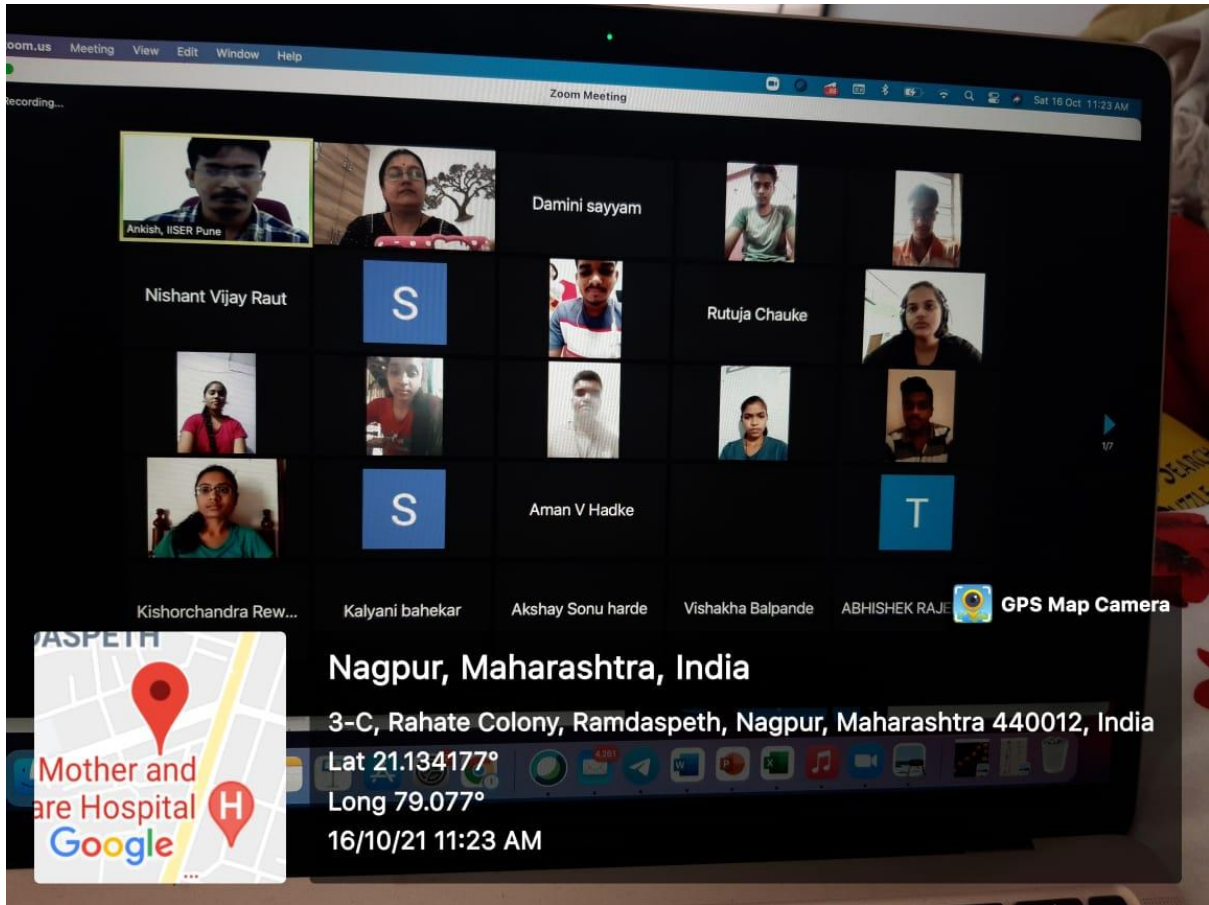 zoom.us Meeting View Edit Window Help
Sat 16 Oct 11:23 AM
Zoom Meeting
Recording...
Ankish, IISER Pune
Damini sayyam
Nishant Vijay Raut
S
Rutuja Chauke
1/7
S
Aman V Hadke
T
Kishorchandra Rew...
Kalyani bahekar
Akshay Sonu harde
Vishakha Balpande
ABHISHEK RAJE
GPS Map Camera
DASPETH
Mother and
are Hospital
H
Google
Nagpur, Maharashtra, India
3-C, Rahate Colony, Ramdaspeth, Nagpur, Maharashtra 440012, India
Lat 21.134177°
Long 79.077°
16/10/21 11:23 AM
4,261
W
P
X